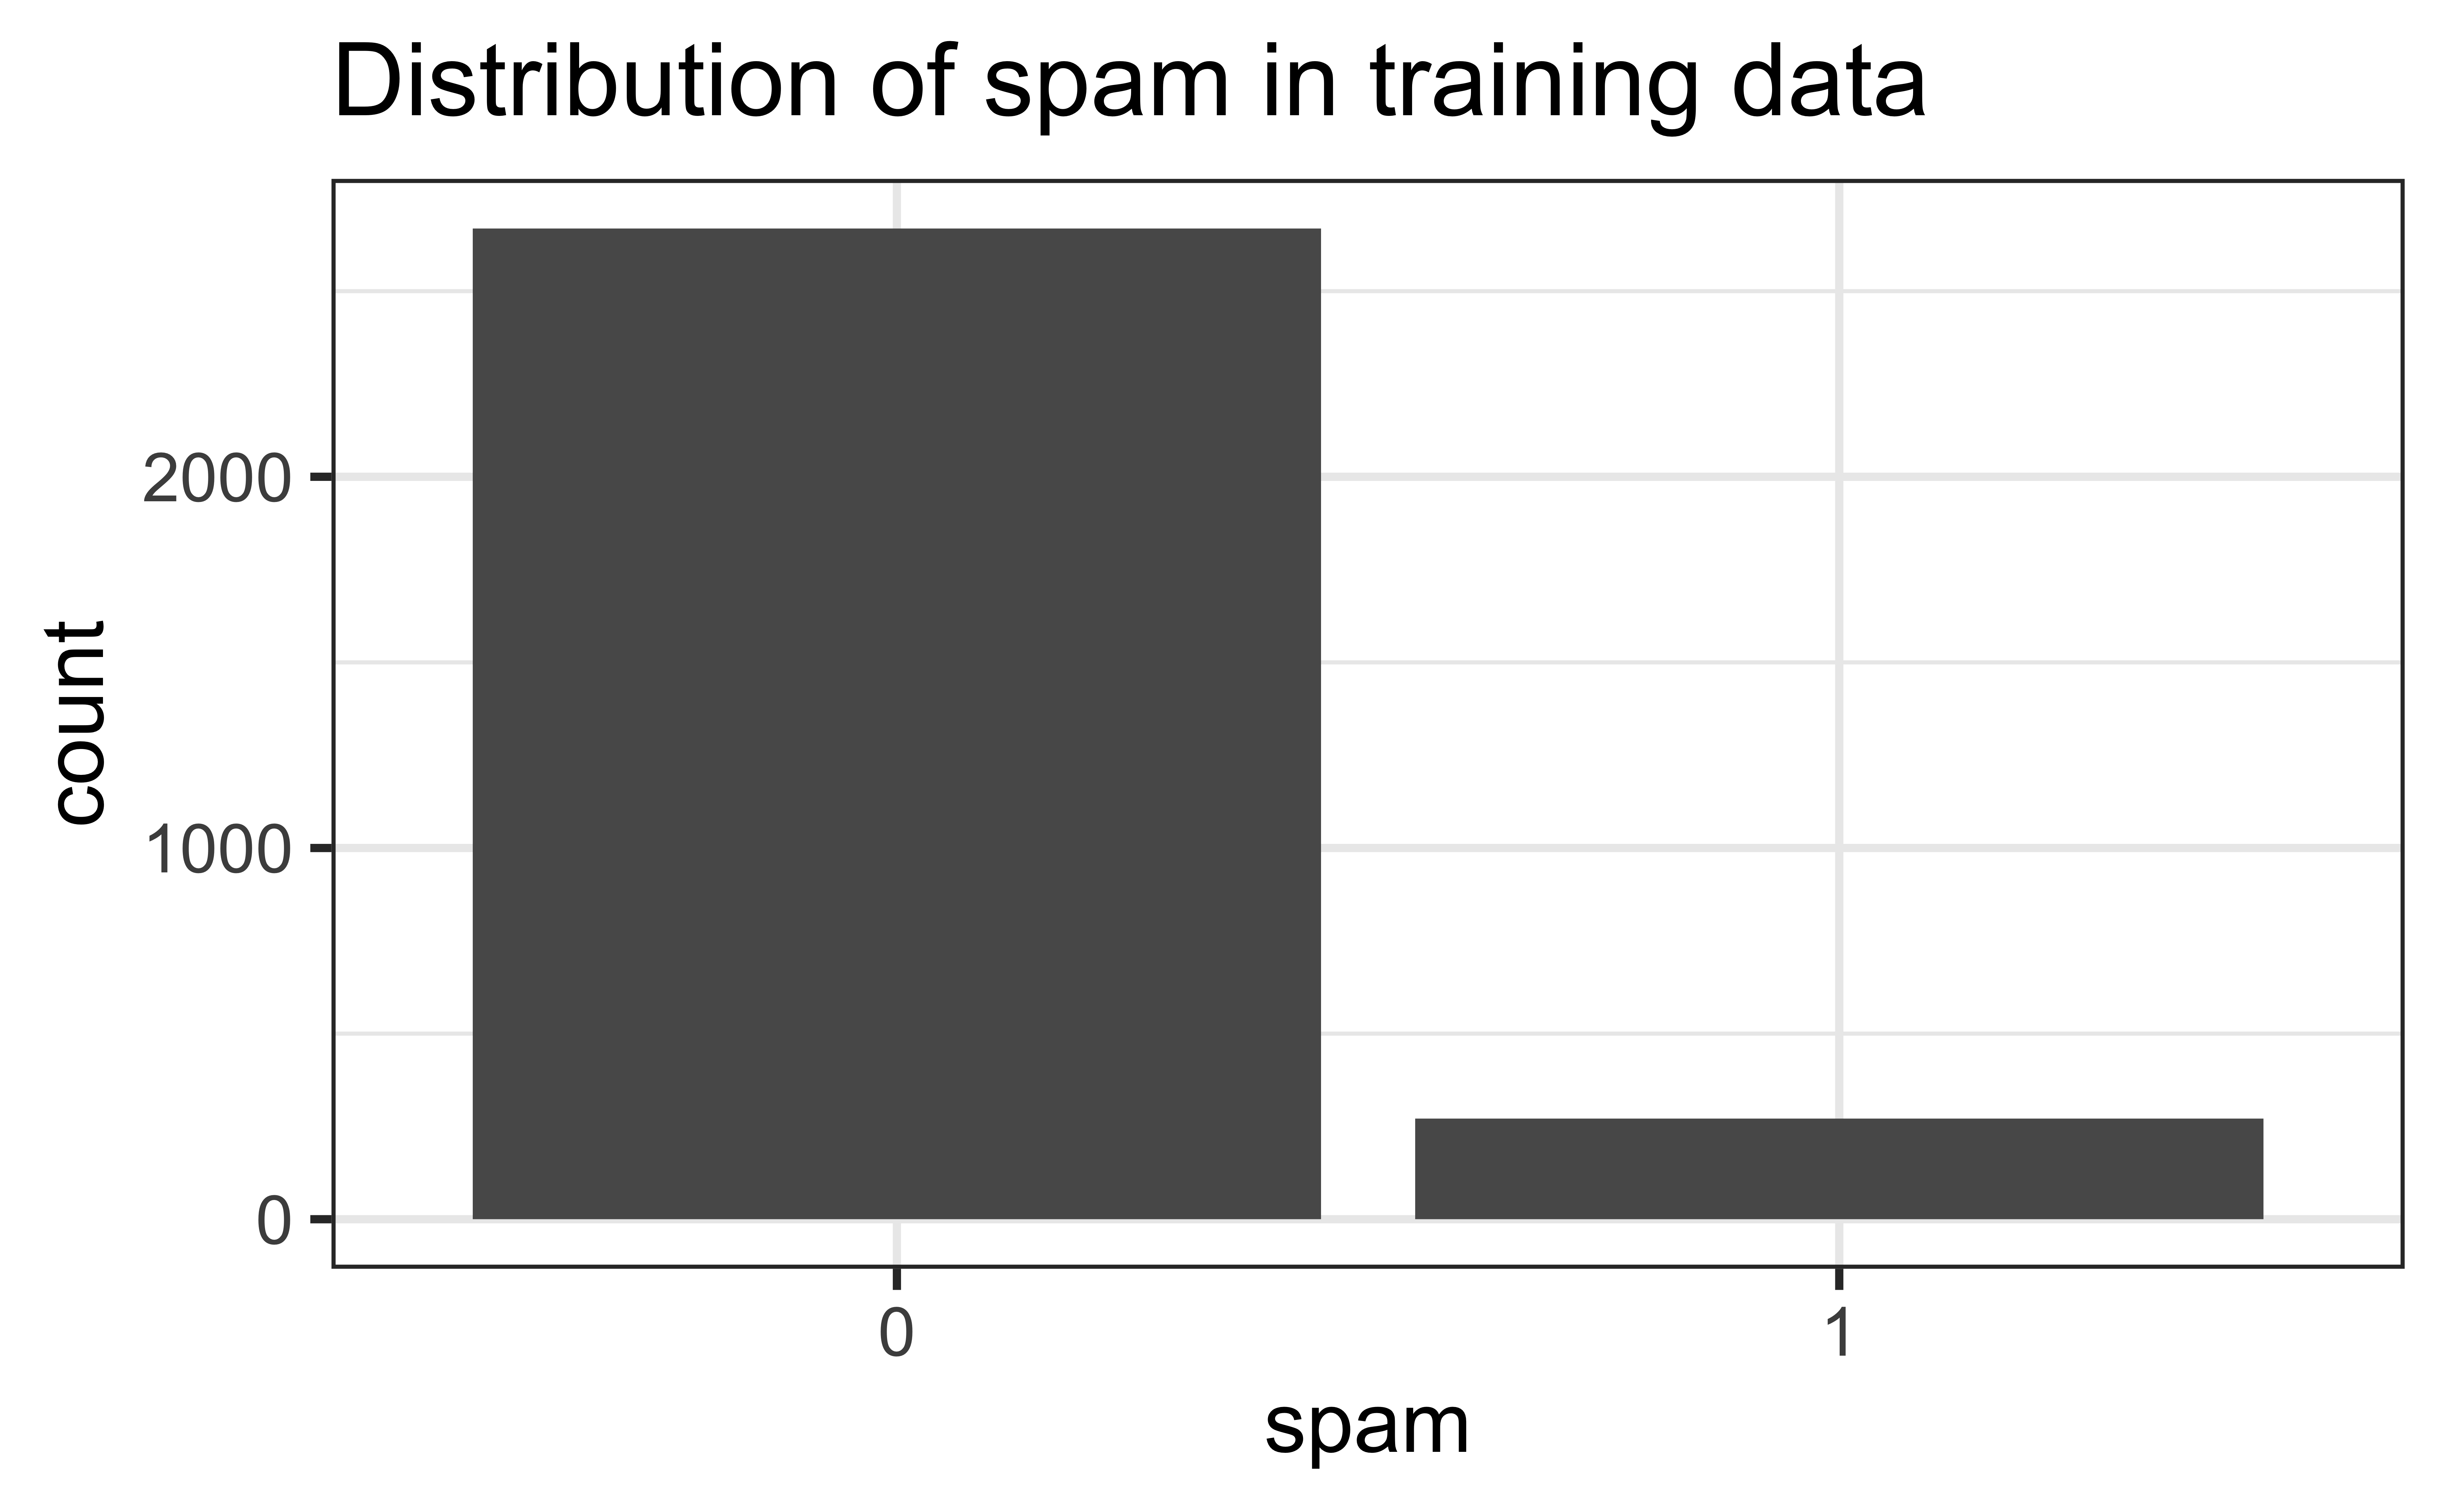 Distribution of spam in training data
count
2000
1000
0
0 1
spam